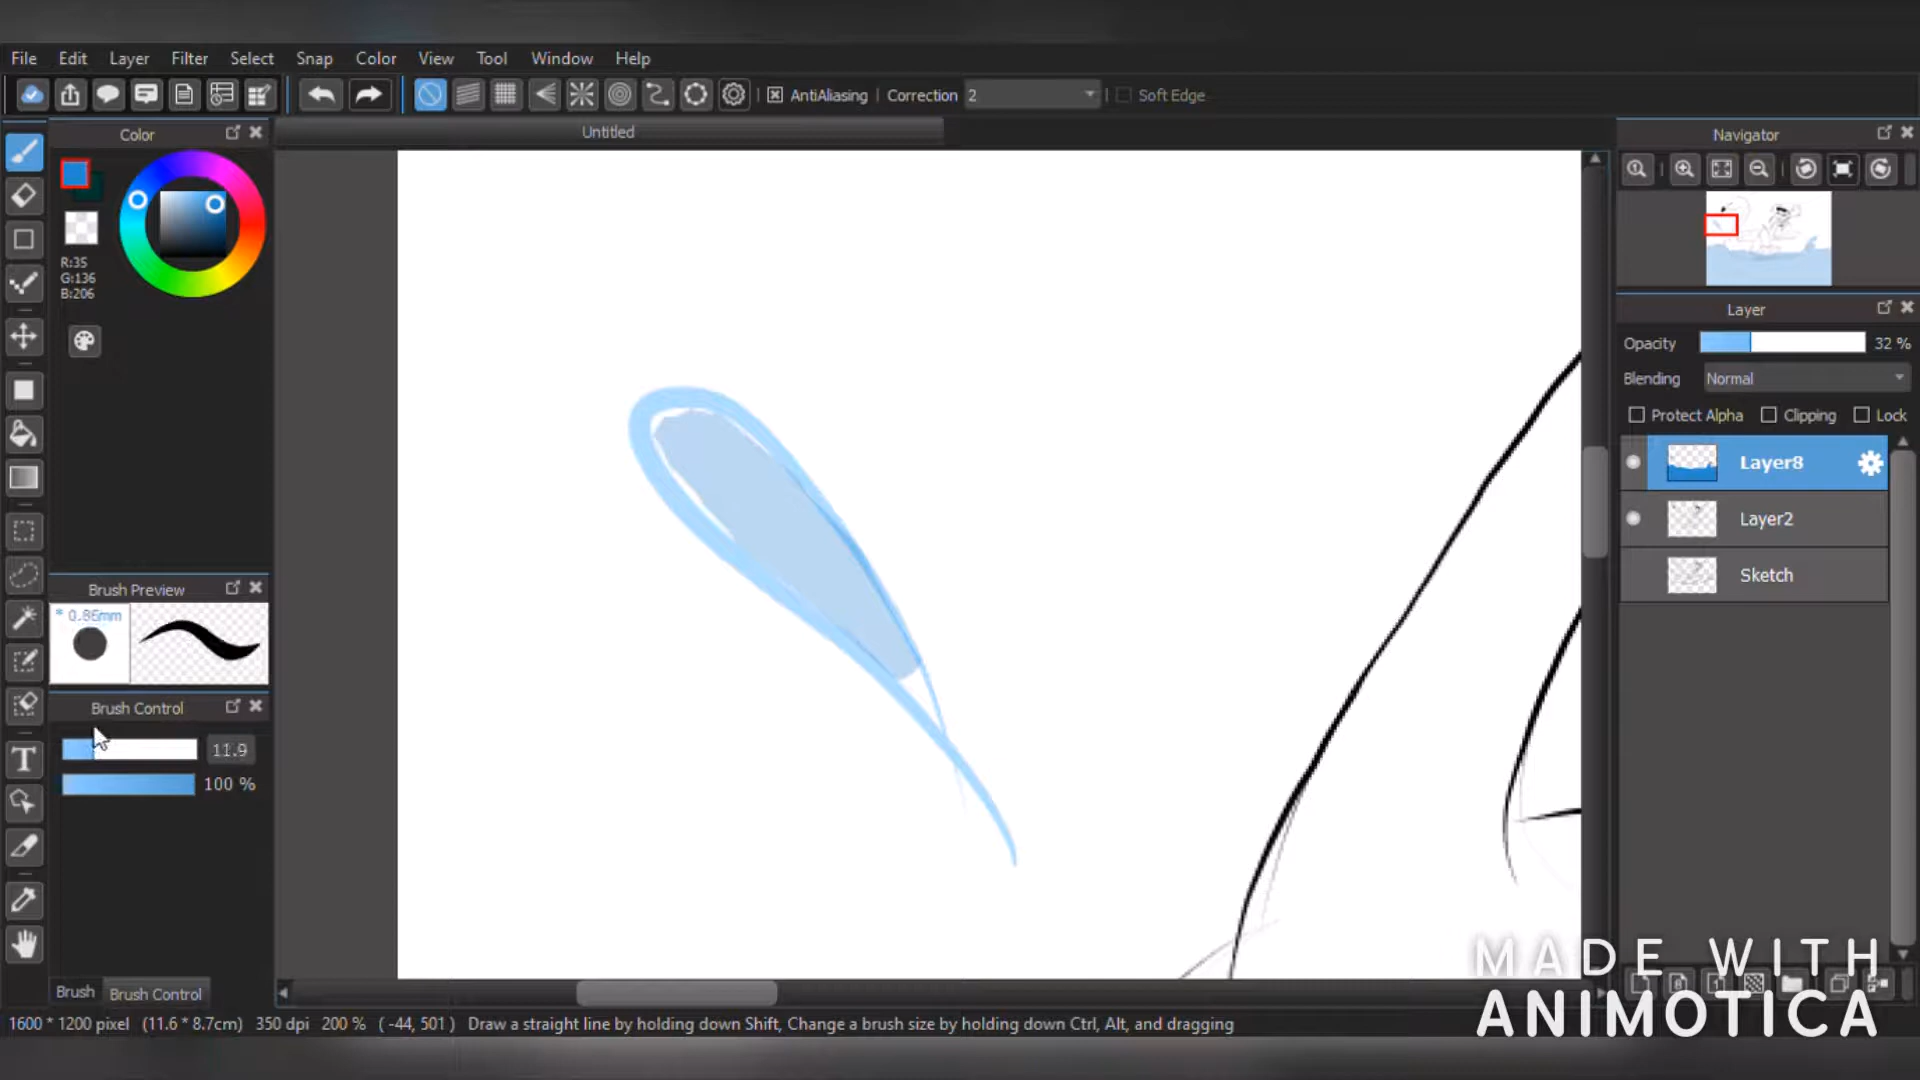 File Edit Layer Filter Select Snap Color View Tool Window Help
AntiAliasing Correction 2 Soft Edge
Color
Untitled
Navigator
R:35
G:136
B:206
Layer
Opacity 32 %
Blending Normal
Protect Alpha Clipping Lock
Layer8
Layer2
Sketch
Brush Preview
* 0.86mm
Brush Control
11.9
100 %
Brush Brush Control
1600 * 1200 pixel (11.6 * 8.7cm) 350 dpi 200 % ( -44, 501 ) Draw a straight line by holding down Shift, Change a brush size by holding down Ctrl, Alt, and dragging
MADE WITH
ANIMOTICA